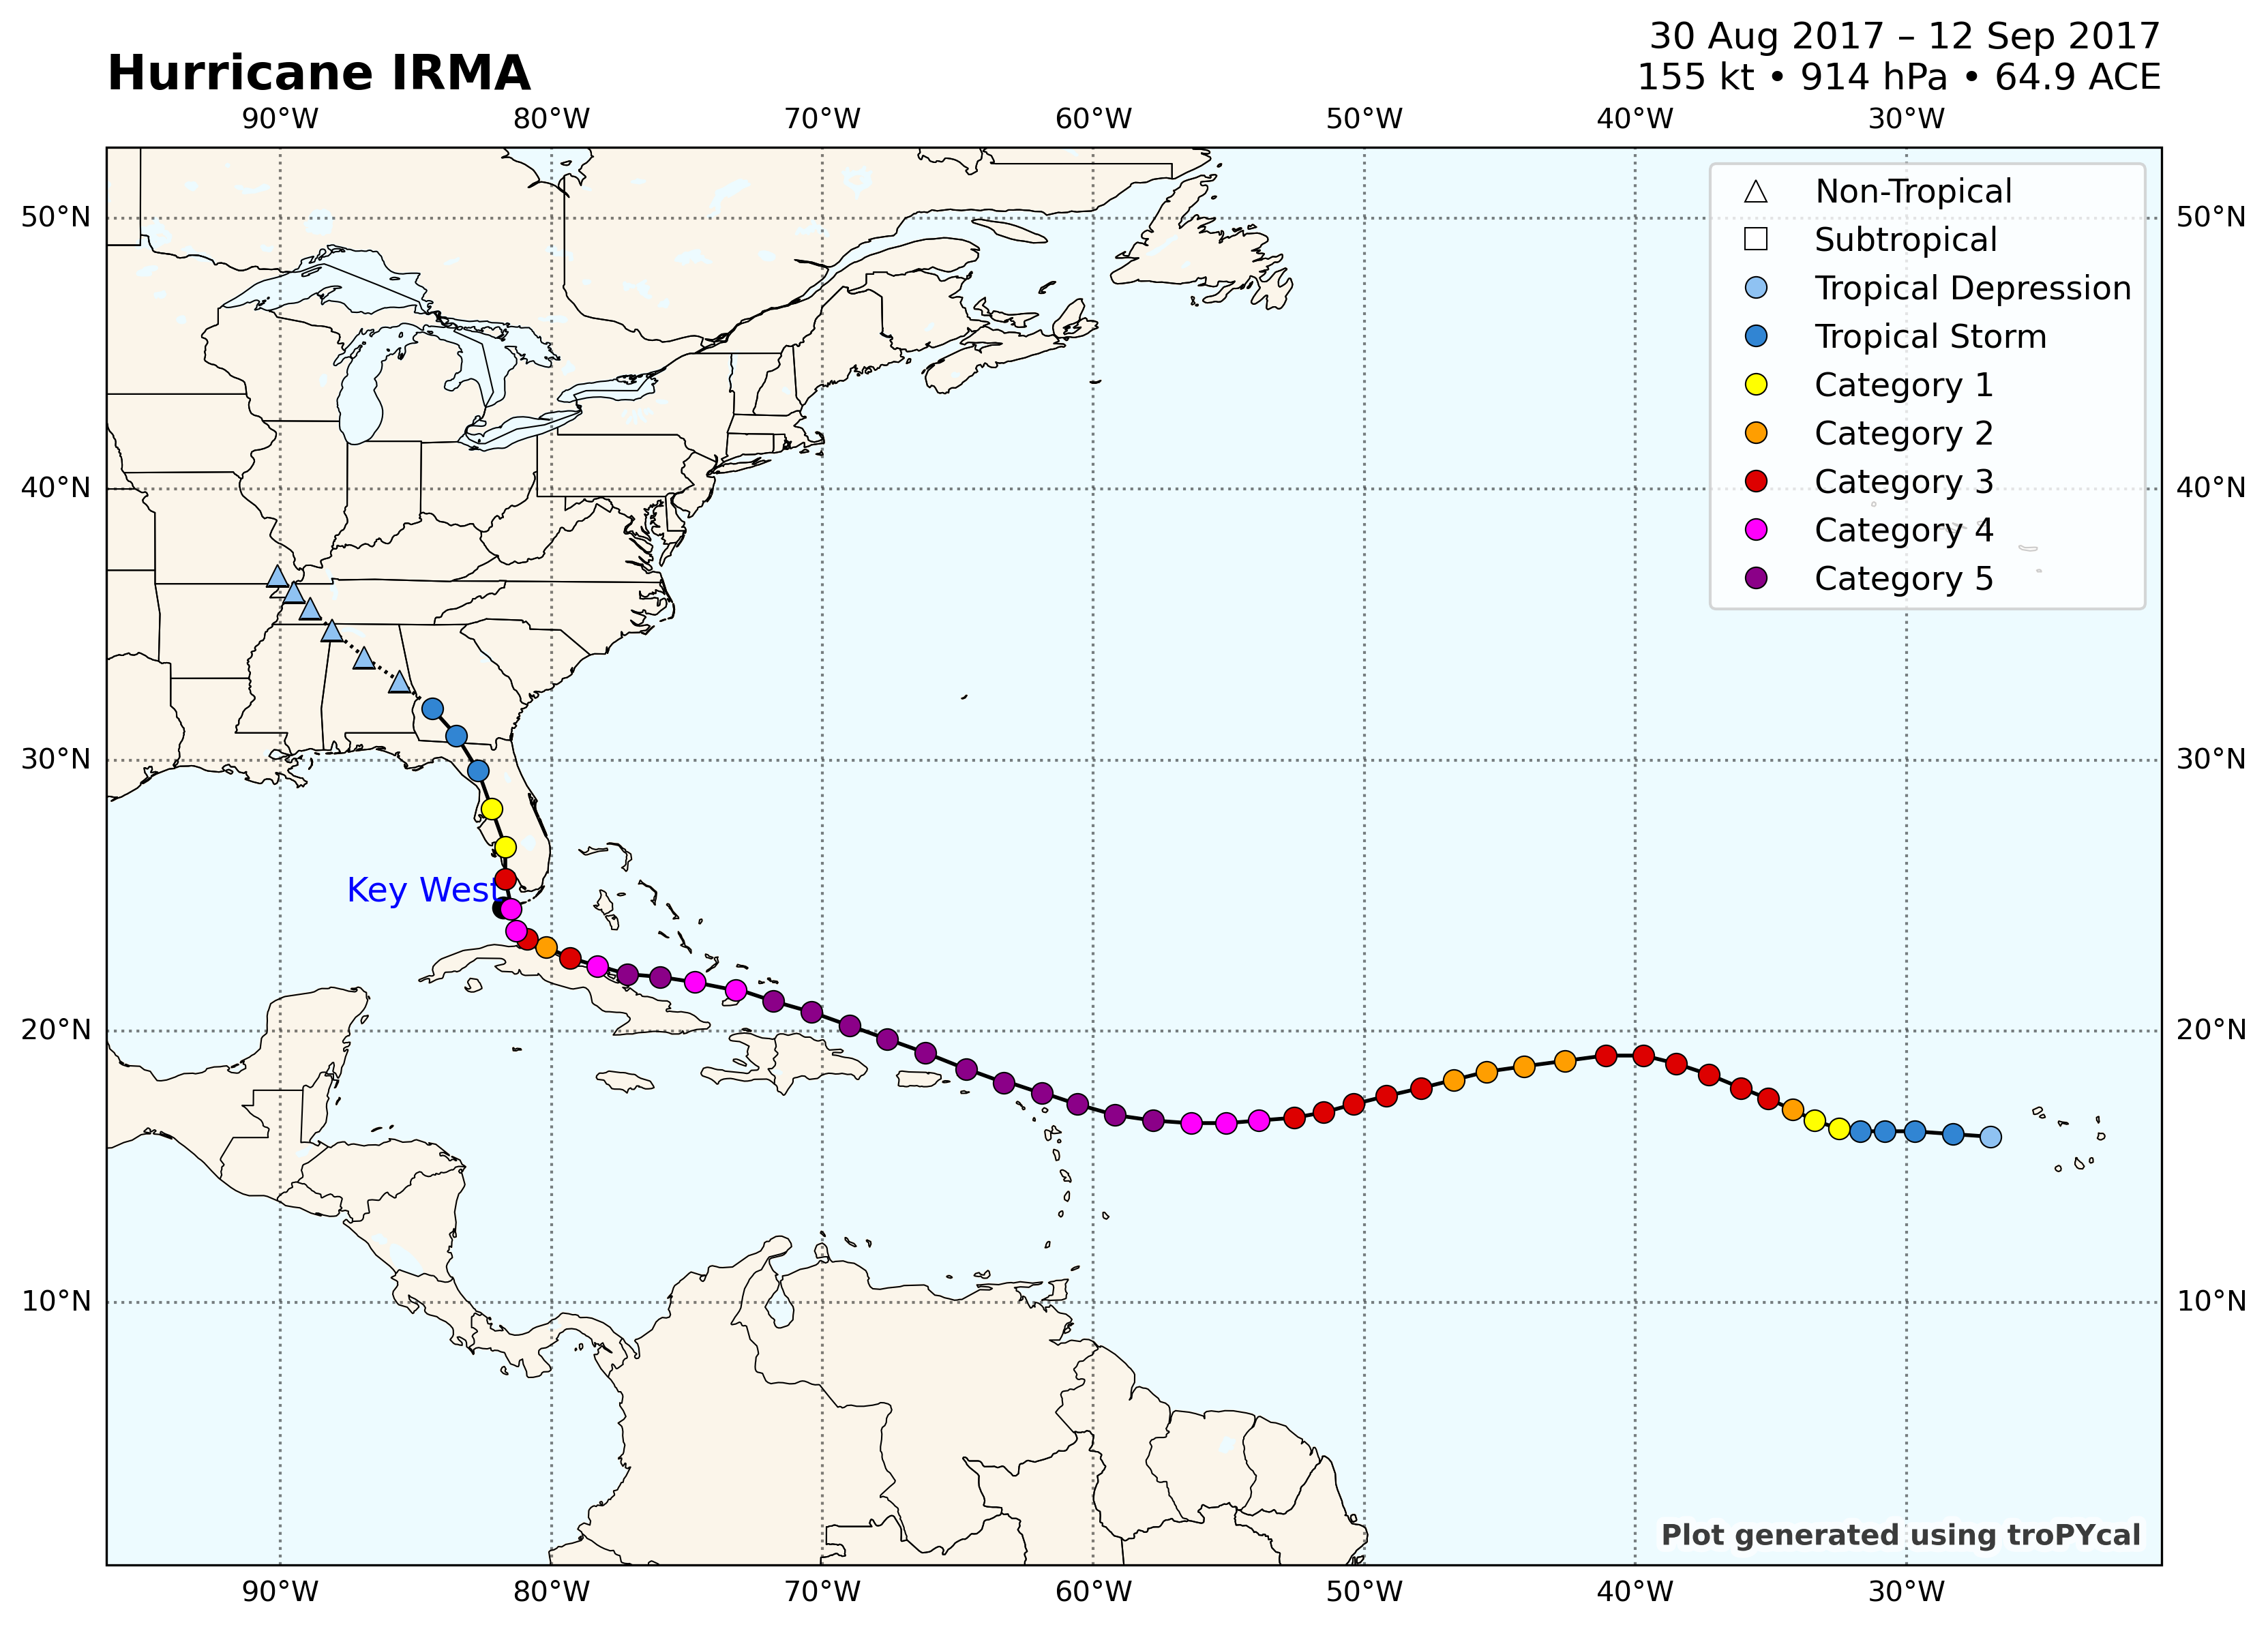 Hurricane IRMA
30 Aug 2017 – 12 Sep 2017
155 kt • 914 hPa • 64.9 ACE
90°W 80°W 70°W 60°W 50°W 40°W 30°W
Non-Tropical
50°N 50°N
Subtropical
Tropical Depression
Tropical Storm
Category 1
Category 2
Category 3
40°N 40°N
Category 4
Category 5
30°N 30°N
Key West
20°N 20°N
10°N 10°N
Plot generated using troPYcal
90°W 80°W 70°W 60°W 50°W 40°W 30°W